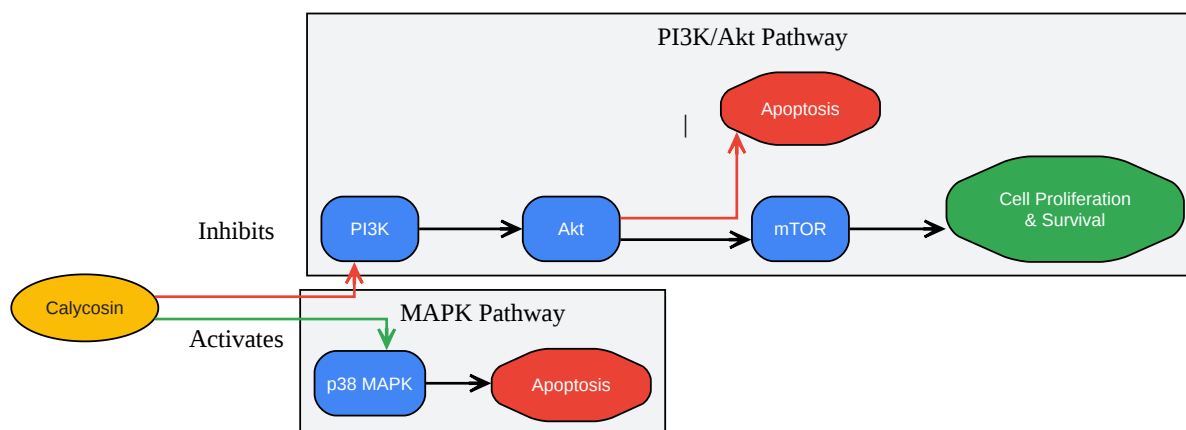 PI3K/Akt Pathway
Apoptosis
|
Cell Proliferation
& Survival
PI3K
Akt
mTOR
Inhibits
Calycosin
Activates
MAPK Pathway
p38 MAPK
Apoptosis